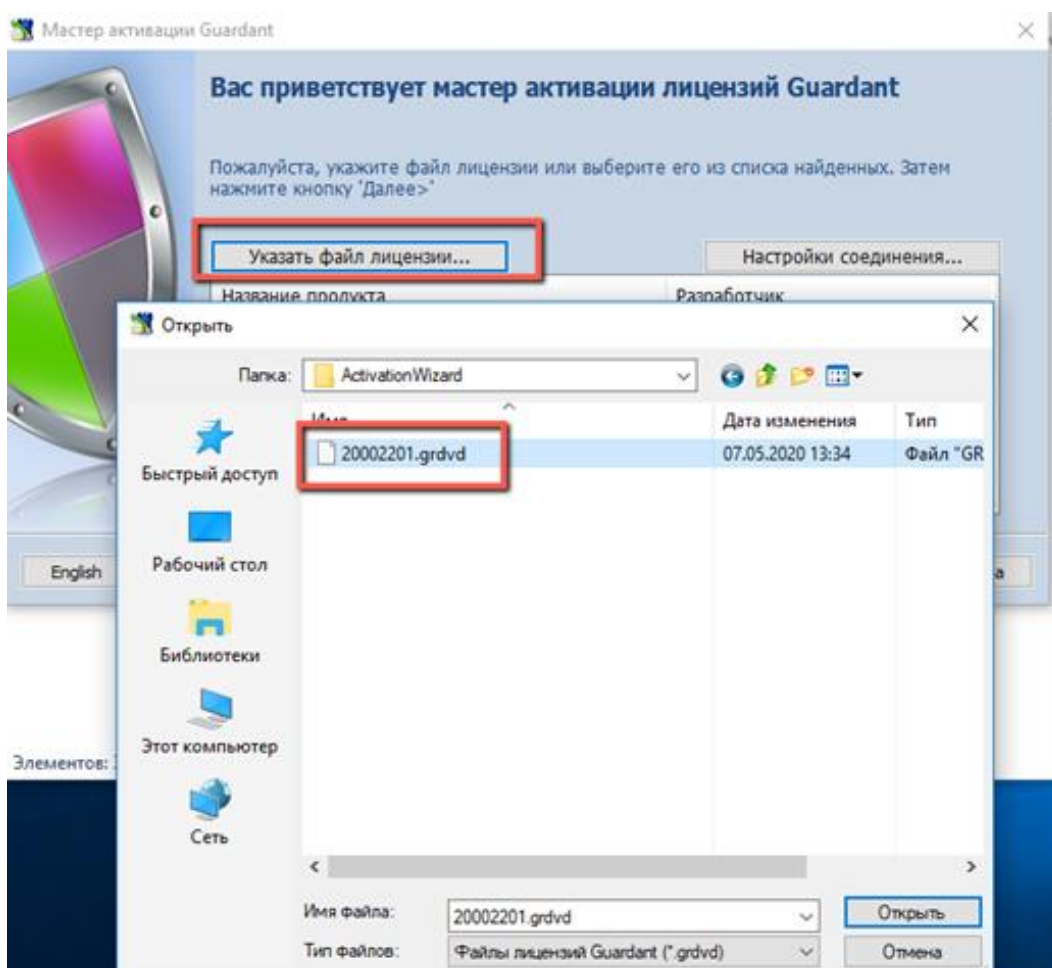 Мастер активации Guardant
Вас приветствует мастер активации лицензий Guardant
Пожалуйста, укажите файл лицензии или выберите его из списка найденных. Затем
нажмите кнопку 'Далее>'
Указать файл лицензии...
Настройки соединения...
Название продукта
Разработчик
Открыть
Папка:
ActivationWizard
Имя
Дата изменения
Тип
20002201.grdvd
07.05.2020 13:34
Файл "GR
Быстрый доступ
Рабочий стол
English
Библиотеки
Этот компьютер
Элементов:
Сеть
Имя файла:
20002201.grdvd
Открыть
Тип файлов:
Файлы лицензий Guardant (*.grdvd)
Отмена